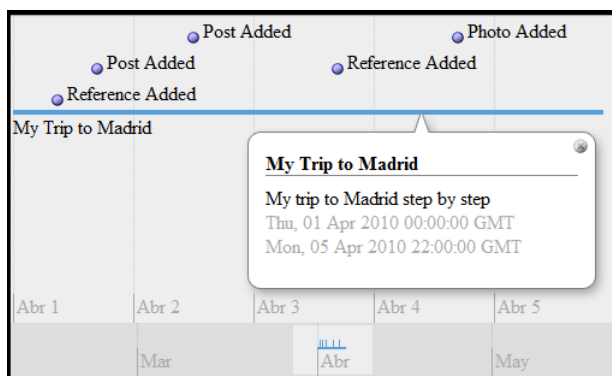 Post Added
Photo Added
Post Added
Reference Added
Reference Added
My Trip to Madrid
My Trip to Madrid
My trip to Madrid step by step
Thu, 01 Apr 2010 00:00:00 GMT
Mon, 05 Apr 2010 22:00:00 GMT
Abr 1
Abr 2
Abr 3
Abr 4
Abr 5
Mar
Abr
May